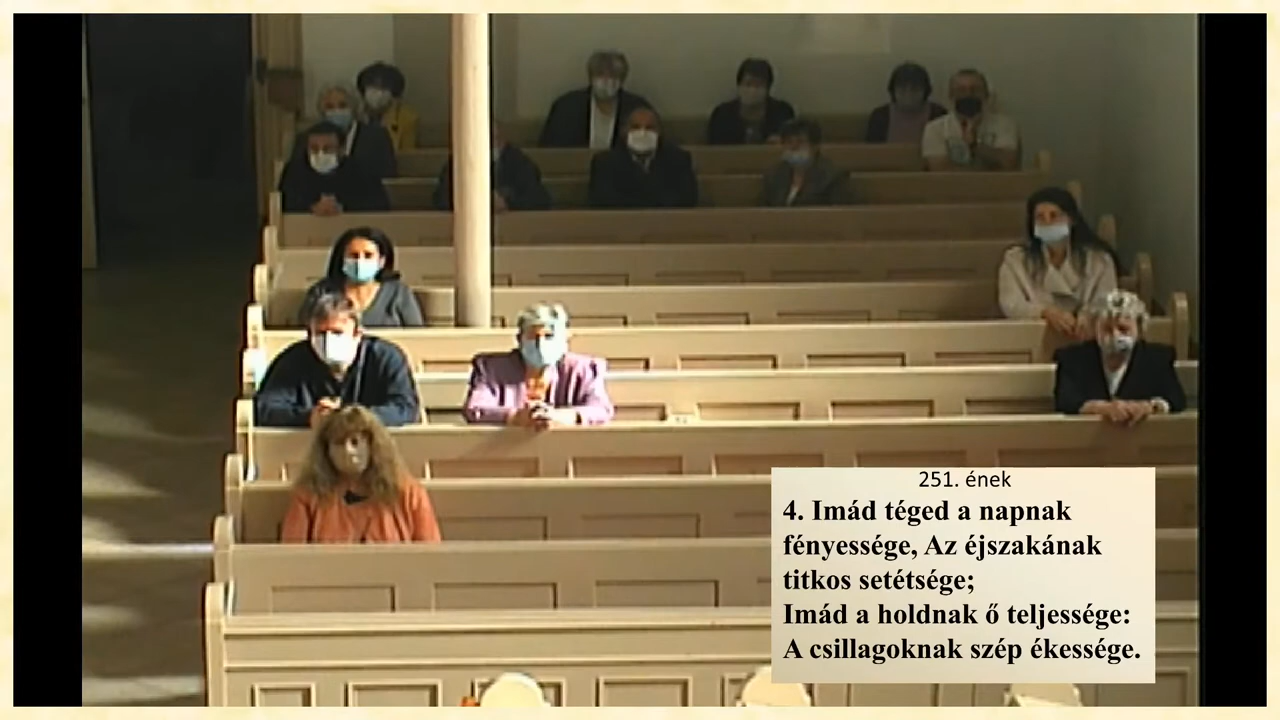 251. ének
4. Imád téged a napnak
fényessége, Az éjszakának
titkos setétsége;
Imád a holdnak ő teljessége:
A csillagoknak szép ékessége.